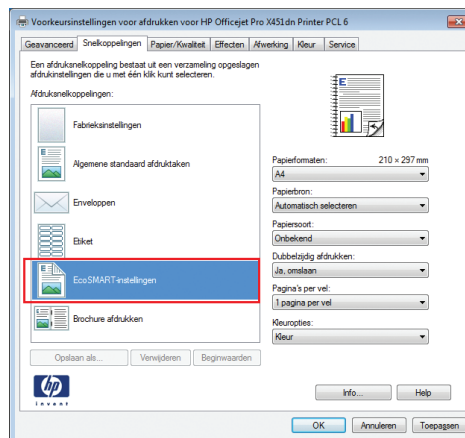 Voorkeursinstellingen voor afdrukken voor HP Officejet Pro X451dn Printer PCL 6
Geavanceerd Snelkoppelingen Papier/Kwaliteit Effecten Afwerking Kleur Service
Een afdruksnelkoppeling bestaat uit een verzameling opgeslagen
afdrukinstellingen die u met één klik kunt selecteren.
Afdruksnelkoppelingen:
Fabrieksinstellingen
Algemene standaard afdruktaken
Enveloppen
Etiket
EcoSMART-instellingen
Brochure afdrukken
Opslaan als... Verwijderen Beginwaarden
E
Papierformaten: 210 × 297 mm
A4
Papierbron:
Automatisch selecteren
Papiersoort:
Onbekend
Dubbelzijdig afdrukken:
Ja, omslaan
Pagina's per vel:
1 pagina per vel
Kleuropties:
Kleur
hp
invent
Info... Help
OK Annuleren Toepassen